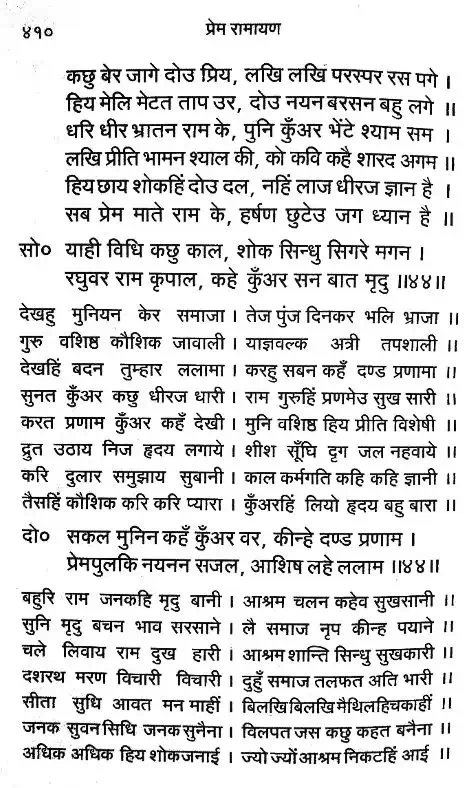 ४१०
प्रेम रामायण
कछु बेर जागे दोउ प्रिय, लखि लखि परस्पर रस पगे ।
हिय मेलि मेटत ताप उर, दोउ नयन बरसन बहु लगे ॥
धरि धीर भ्रातन राम के, पुनि कुँअर भेंटे श्याम सम ।
लखि प्रीति भामन श्याल की, को कवि कहै शारद अगम ॥
हिय छाय शोकहिं दोउ दल, नहिं लाज धीरज ज्ञान है ।
सब प्रेम माते राम के, हर्षण छुटेउ जग ध्यान है ॥
सो० याही विधि कछु काल, शोक सिन्धु सिगरे मगन ।
रघुवर राम कृपाल, कहे कुँअर सन बात मृदु ॥४४॥
देखहु मुनियन केर समाजा । तेज पुंज दिनकर भलि भ्राजा ॥
गुरु वशिष्ठ कौशिक जावाली । याज्ञवल्क अत्री तपशाली ॥
देखहिं बदन तुम्हार ललामा । करहु सबन कहँ दण्ड प्रणामा ॥
सुनत कुँअर कछु धीरज धारी । राम गुरुहिं प्रणमेउ सुख सारी ॥
करत प्रणाम कुँअर कहँ देखी । मुनि वशिष्ठ हिय प्रीति विशेषी ॥
द्रुत उठाय निज हृदय लगाये । शीश सूँघि दृग जल नहवाये ॥
करि दुलार समुझाय सुबानी । काल कर्मगति कहि कहि ज्ञानी ॥
तैसहिं कौशिक करि करि प्यारा । कुँअरहिं लियो हृदय बहु बारा ॥
दो० सकल मुनिन कहँ कुँअर वर, कीन्हे दण्ड प्रणाम ।
प्रेमपुलकि नयनन सजल, आशिष लहे ललाम ॥४४॥
बहुरि राम जनकहि मृदु बानी । आश्रम चलन कहेव सुखसानी ॥
सुनि मृदु बचन भाव सरसाने । लै समाज नृप कीन्ह पयाने ॥
चले लिवाय राम दुख हारी । आश्रम शान्ति सिन्धु सुखकारी ॥
दशरथ मरण विचारी विचारी । दुहुँ समाज तलफत अति भारी ॥
सीता सुधि आवत मन माहीं । बिलखि बिलखि मैथिलहिचकाहीं ॥
जनक सुवन सिधि जनक सुनैना । विलपत जस कछु कहत बनैना ॥
अधिक अधिक हिय शोकजनाई । ज्यो ज्यों आश्रम निकटहिं आई ॥